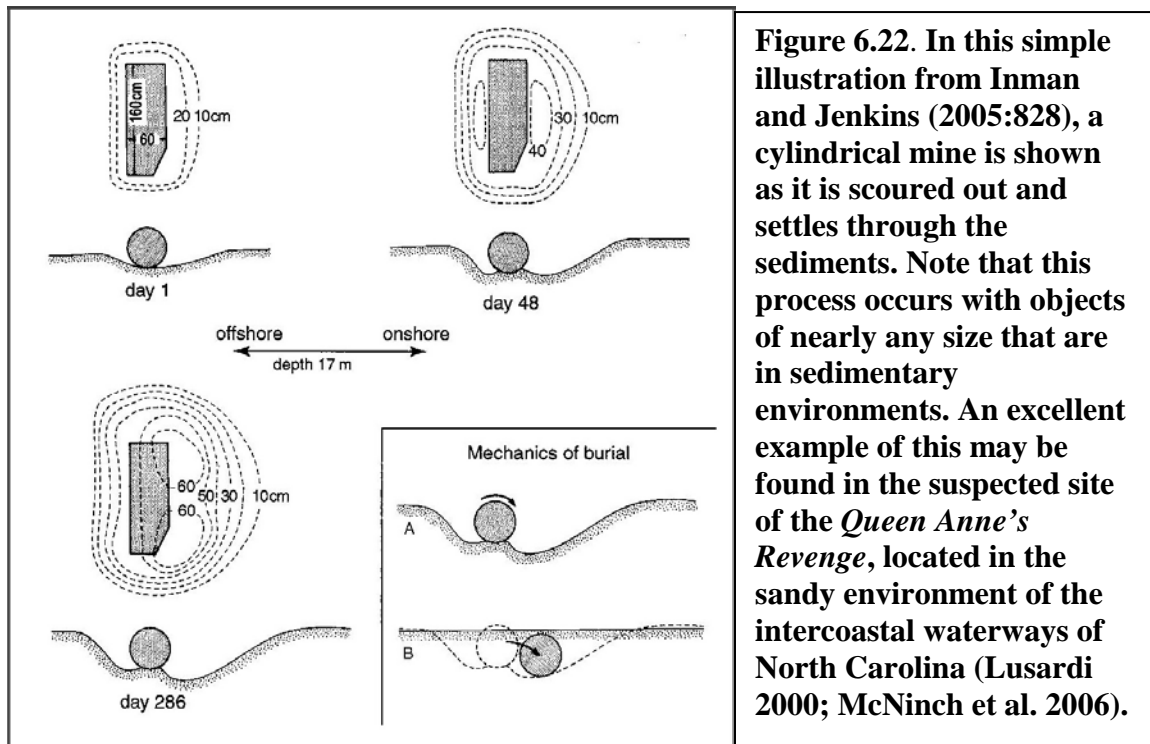 160cm
60
20 10cm
day 1
30 10cm
40
day 48
offshore onshore
depth 17 m
60 50 30 10cm
60
day 286
Mechanics of burial
A
B
Figure 6.22. In this simple
illustration from Inman
and Jenkins (2005:828), a
cylindrical mine is shown
as it is scoured out and
settles through the
sediments. Note that this
process occurs with objects
of nearly any size that are
in sedimentary
environments. An excellent
example of this may be
found in the suspected site
of the Queen Anne’s
Revenge, located in the
sandy environment of the
intercoastal waterways of
North Carolina (Lusardi
2000; McNinch et al. 2006).